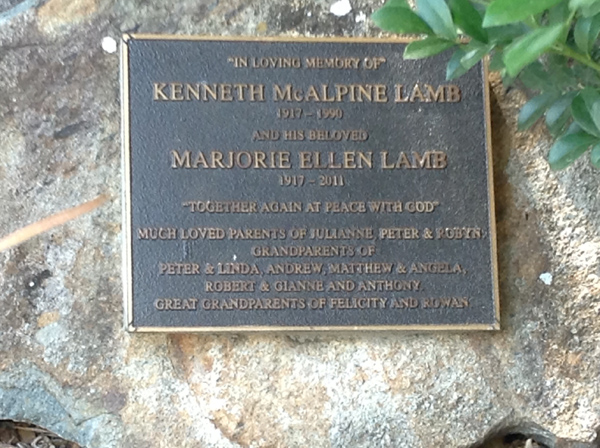 "IN LOVING MEMORY OF"
KENNETH McALPINE LAMB
1917 – 1990
AND HIS BELOVED
MARJORIE ELLEN LAMB
1917 – 2011
"TOGETHER AGAIN AT PEACE WITH GOD"
MUCH LOVED PARENTS OF JULIANNE, PETER & ROBYN.
GRANDPARENTS OF
PETER & LINDA, ANDREW, MATTHEW & ANGELA,
ROBERT & GIANNE AND ANTHONY.
GREAT GRANDPARENTS OF FELICITY AND ROWAN.